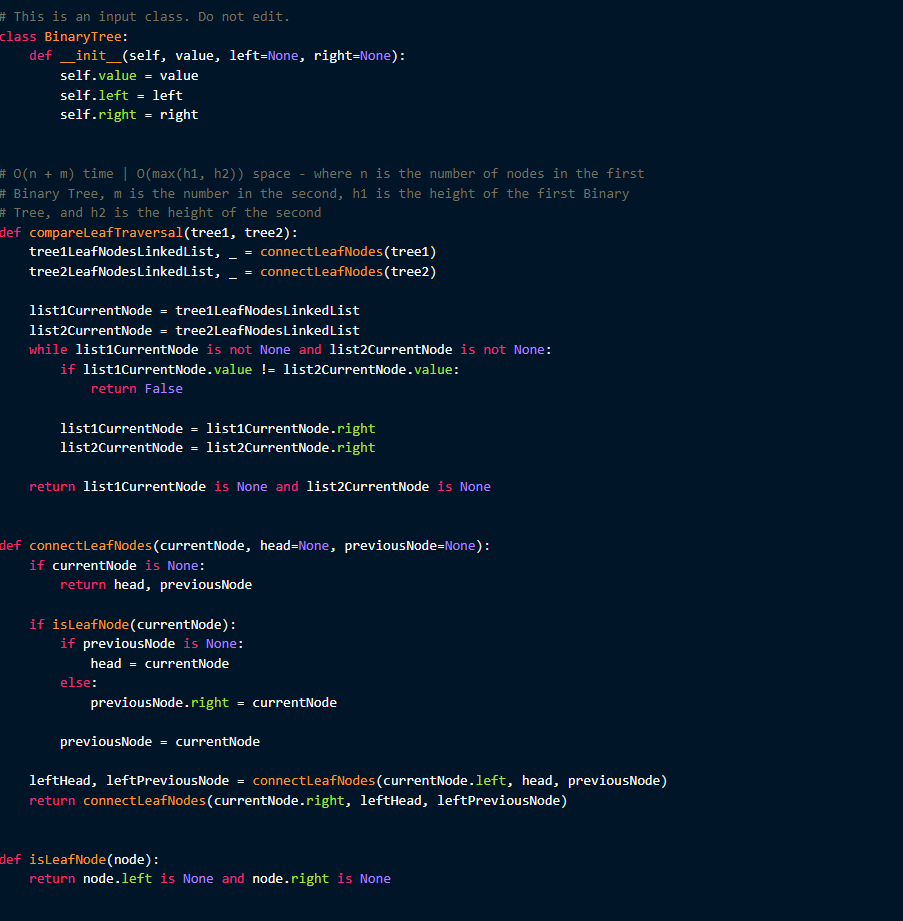 # This is an input class. Do not edit.
class BinaryTree:
    def __init__(self, value, left=None, right=None):
        self.value = value
        self.left = left
        self.right = right


# O(n + m) time | O(max(h1, h2)) space - where n is the number of nodes in the first
# Binary Tree, m is the number in the second, h1 is the height of the first Binary
# Tree, and h2 is the height of the second
def compareLeafTraversal(tree1, tree2):
    tree1LeafNodesLinkedList, _ = connectLeafNodes(tree1)
    tree2LeafNodesLinkedList, _ = connectLeafNodes(tree2)

    list1CurrentNode = tree1LeafNodesLinkedList
    list2CurrentNode = tree2LeafNodesLinkedList
    while list1CurrentNode is not None and list2CurrentNode is not None:
        if list1CurrentNode.value != list2CurrentNode.value:
            return False

        list1CurrentNode = list1CurrentNode.right
        list2CurrentNode = list2CurrentNode.right

    return list1CurrentNode is None and list2CurrentNode is None


def connectLeafNodes(currentNode, head=None, previousNode=None):
    if currentNode is None:
        return head, previousNode

    if isLeafNode(currentNode):
        if previousNode is None:
            head = currentNode
        else:
            previousNode.right = currentNode

        previousNode = currentNode

    leftHead, leftPreviousNode = connectLeafNodes(currentNode.left, head, previousNode)
    return connectLeafNodes(currentNode.right, leftHead, leftPreviousNode)


def isLeafNode(node):
    return node.left is None and node.right is None